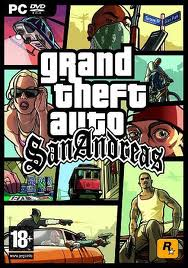 PC DVD
grand
theft
auto
San Andreas
18+
R